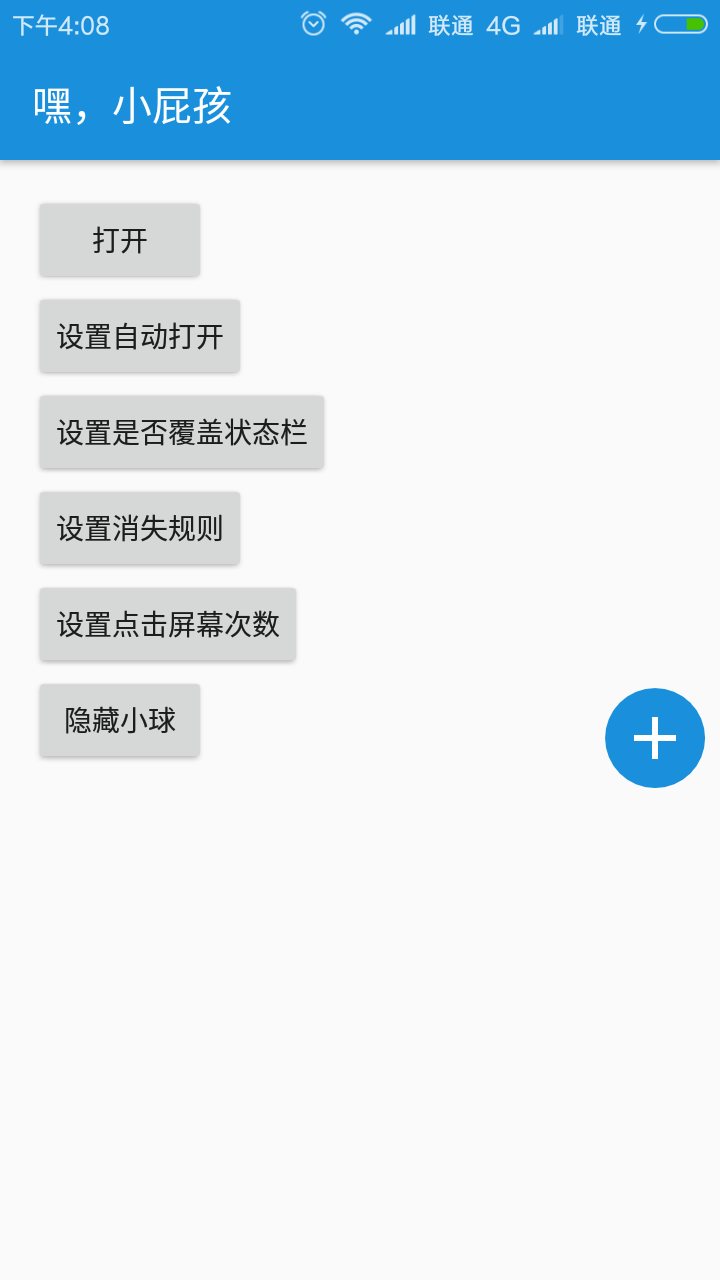 下午4:08 联通 4G 联通
嘿，小屁孩
打开
设置自动打开
设置是否覆盖状态栏
设置消失规则
设置点击屏幕次数
隐藏小球